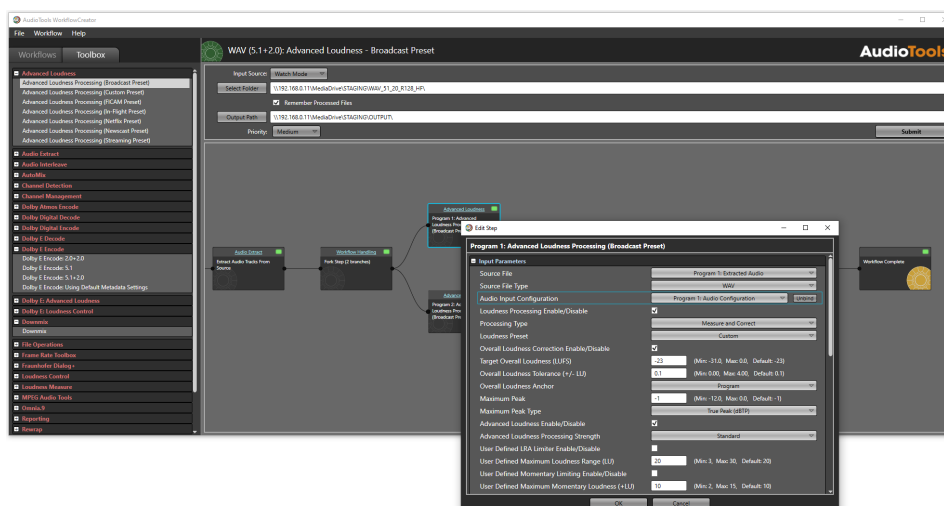 AudioTools WorkflowCreator
File Workflow Help
Workflows Toolbox
WAV (5.1+2.0): Advanced Loudness - Broadcast Preset
AudioTools
Advanced Loudness
Advanced Loudness Processing (Broadcast Preset)
Advanced Loudness Processing (Custom Preset)
Advanced Loudness Processing (FICAM Preset)
Advanced Loudness Processing (In-Flight Preset)
Advanced Loudness Processing (Netflix Preset)
Advanced Loudness Processing (Newscast Preset)
Advanced Loudness Processing (Streaming Preset)
Audio Extract
Audio Interleave
AutoMix
Channel Detection
Channel Management
Dolby Atmos Encode
Dolby Digital Decode
Dolby Digital Encode
Dolby E Decode
Dolby E Encode
Dolby E Encode: 2.0+2.0
Dolby E Encode: 5.1
Dolby E Encode: 5.1+2.0
Dolby E Encode: Using Default Metadata Settings
Dolby E: Advanced Loudness
Dolby E: Loudness Control
Downmix
Downmix
File Operations
Frame Rate Toolbox
Fraunhofer Dialog+
Loudness Control
Loudness Measure
MPEG Audio Tools
Omnix.9
Reporting
Rewrap
Input Source: Watch Mode
Select Folder \\192.168.0.11\MediaDrive\STAGING\WAV_51_20_R128_HF\
Remember Processed Files
Output Path \\192.168.0.11\MediaDrive\STAGING\OUTPUT\
Priority: Medium
Submit
Audio Extract
Extract Audio Tracks From
Source
Workflow Handling
Fork Step (2 branches)
Advanced Loudness
Program 1: Advanced
Loudness Pro
(Broadcast Pr
Advanc
Program 2: A
Loudness Pro
(Broadcast Pr
Workflow Complete
Edit Step
Program 1: Advanced Loudness Processing (Broadcast Preset)
Input Parameters
Source File Program 1: Extracted Audio
Source File Type WAV
Audio Input Configuration Program 1: Audio Configuration Unbind
Loudness Processing Enable/Disable
Processing Type Measure and Correct
Loudness Preset Custom
Overall Loudness Correction Enable/Disable
Target Overall Loudness (LUFS) -23 (Min: -31.0, Max: 0.0, Default: -23)
Overall Loudness Tolerance (+/- LU) 0.1 (Min: 0.00, Max: 4.00, Default: 0.1)
Overall Loudness Anchor Program
Maximum Peak -1 (Min: -12.0, Max: 0.0, Default: -1)
Maximum Peak Type True Peak (dBTP)
Advanced Loudness Enable/Disable
Advanced Loudness Processing Strength Standard
User Defined LRA Limiter Enable/Disable
User Defined Maximum Loudness Range (LU) 20 (Min: 3, Max: 30, Default: 20)
User Defined Momentary Limiting Enable/Disable
User Defined Maximum Momentary Loudness (+LU) 10 (Min: 2, Max: 15, Default: 10)
OK Cancel